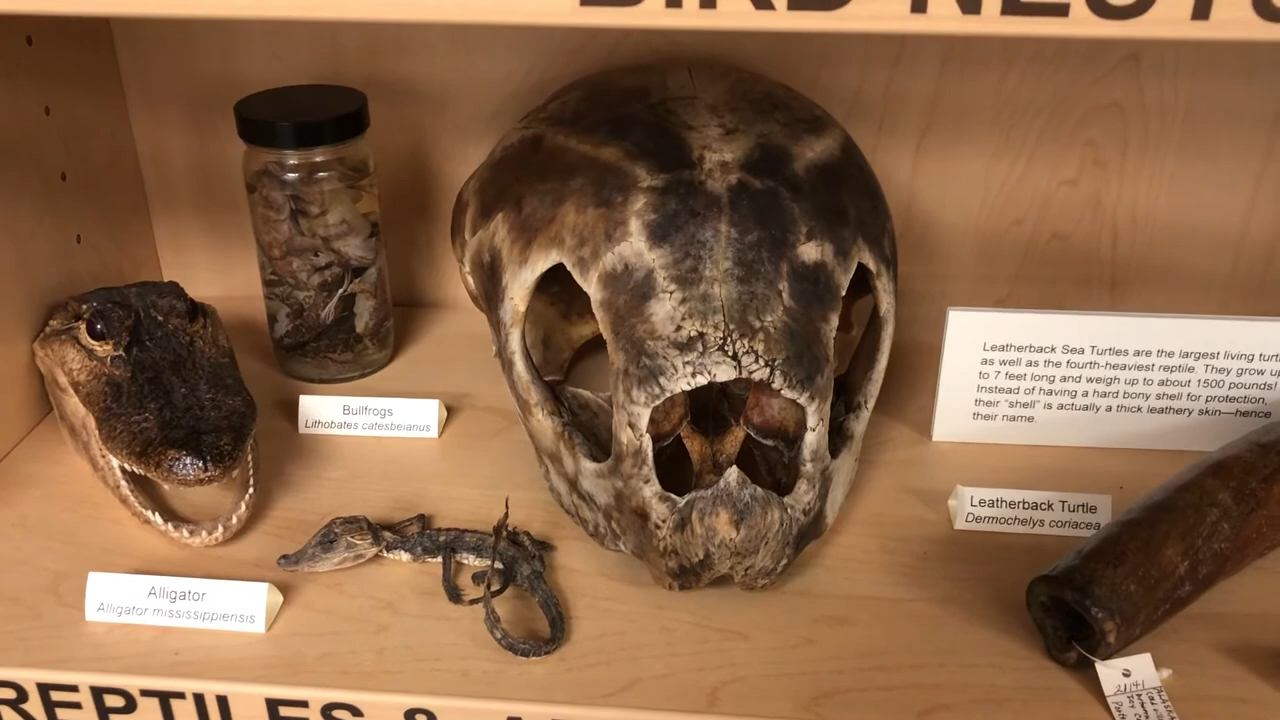 BIRD NESTS
Bullfrogs
Lithobates catesbeianus
Leatherback Sea Turtles are the largest living turt
as well as the fourth-heaviest reptile. They grow up
to 7 feet long and weigh up to about 1500 pounds!
Instead of having a hard bony shell for protection,
their "shell" is actually a thick leathery skin—hence
their name.
Leatherback Turtle
Dermochelys coriacea
Alligator
Alligator mississippiensis
21141
REPTILES &